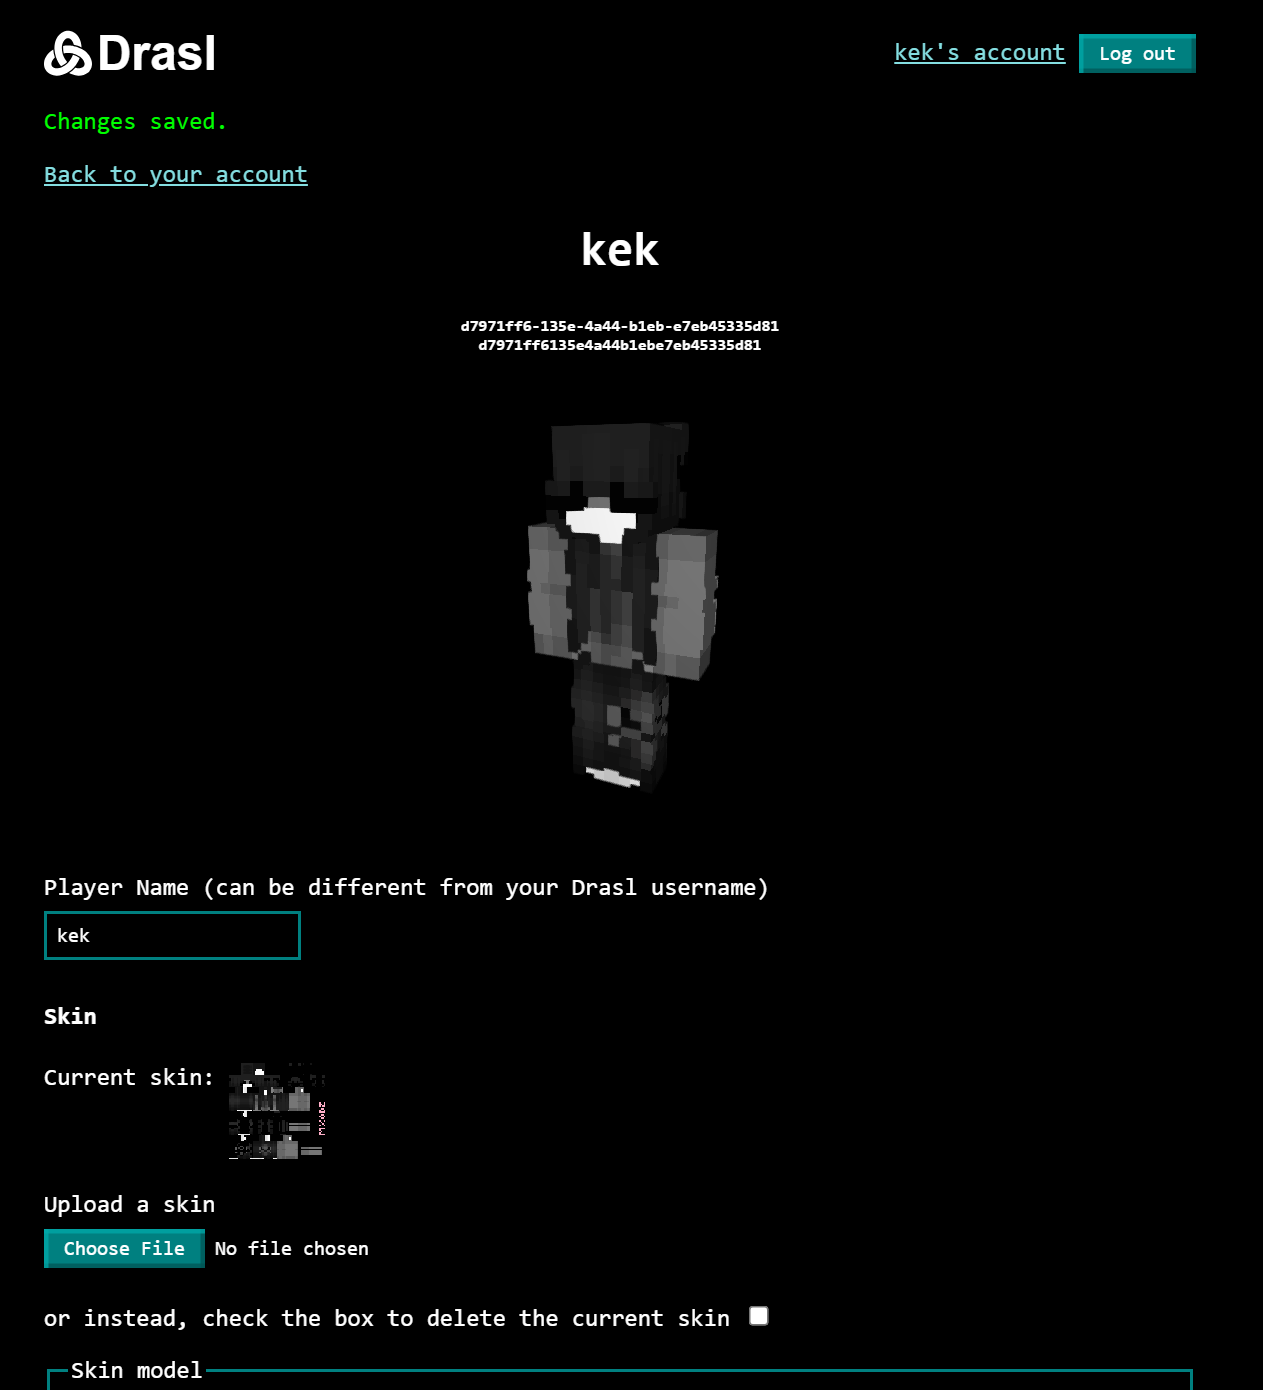 Drasl
kek's account Log out
Changes saved.
Back to your account
kek
d7971ff6-135e-4a44-b1eb-e7eb45335d81
d7971ff6135e4a44b1ebe7eb45335d81
Player Name (can be different from your Drasl username)
kek
Skin
Current skin:
Upload a skin
Choose File No file chosen
or instead, check the box to delete the current skin
Skin model